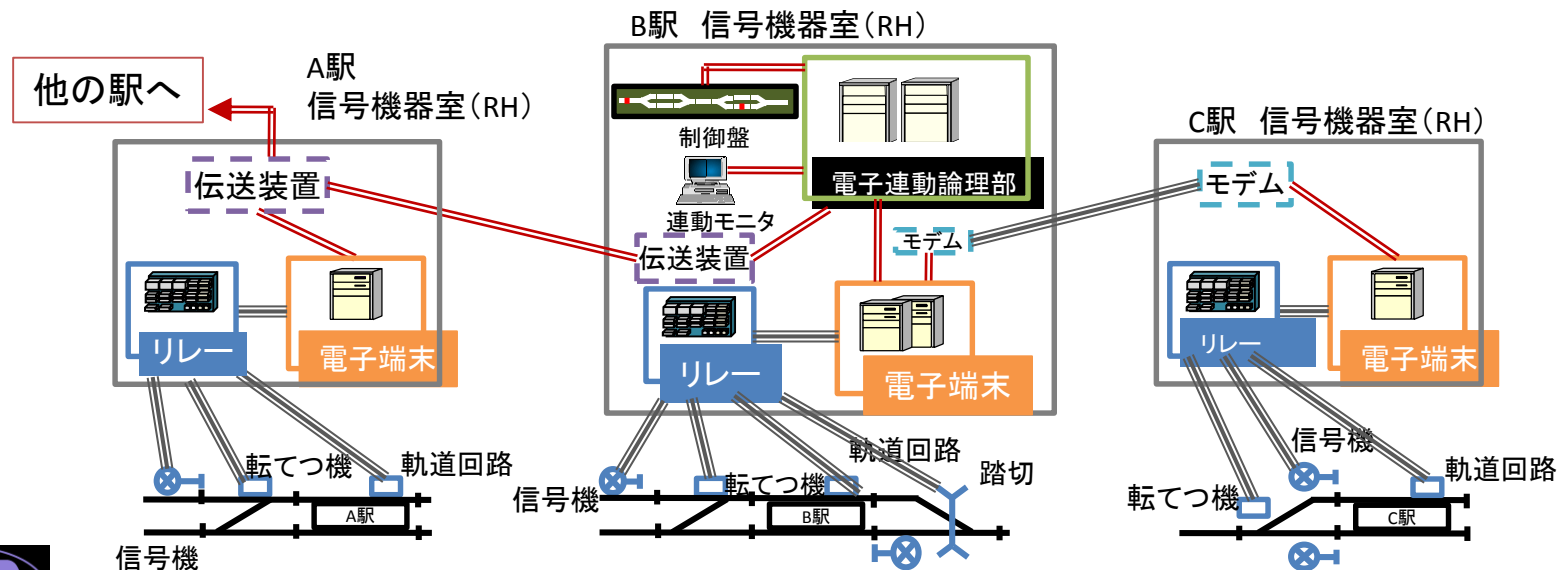 B駅 信号機器室(RH)
他の駅へ
A駅
信号機器室(RH)
C駅 信号機器室(RH)
制御盤
伝送装置
電子連動論理部
モデム
連動モニタ
モデム
伝送装置
リレー
電子端末
リレー
電子端末
リレー
電子端末
転てつ機
軌道回路
A駅
信号機
信号機
転てつ機
軌道回路
踏切
B駅
信号機
転てつ機
軌道回路
C駅